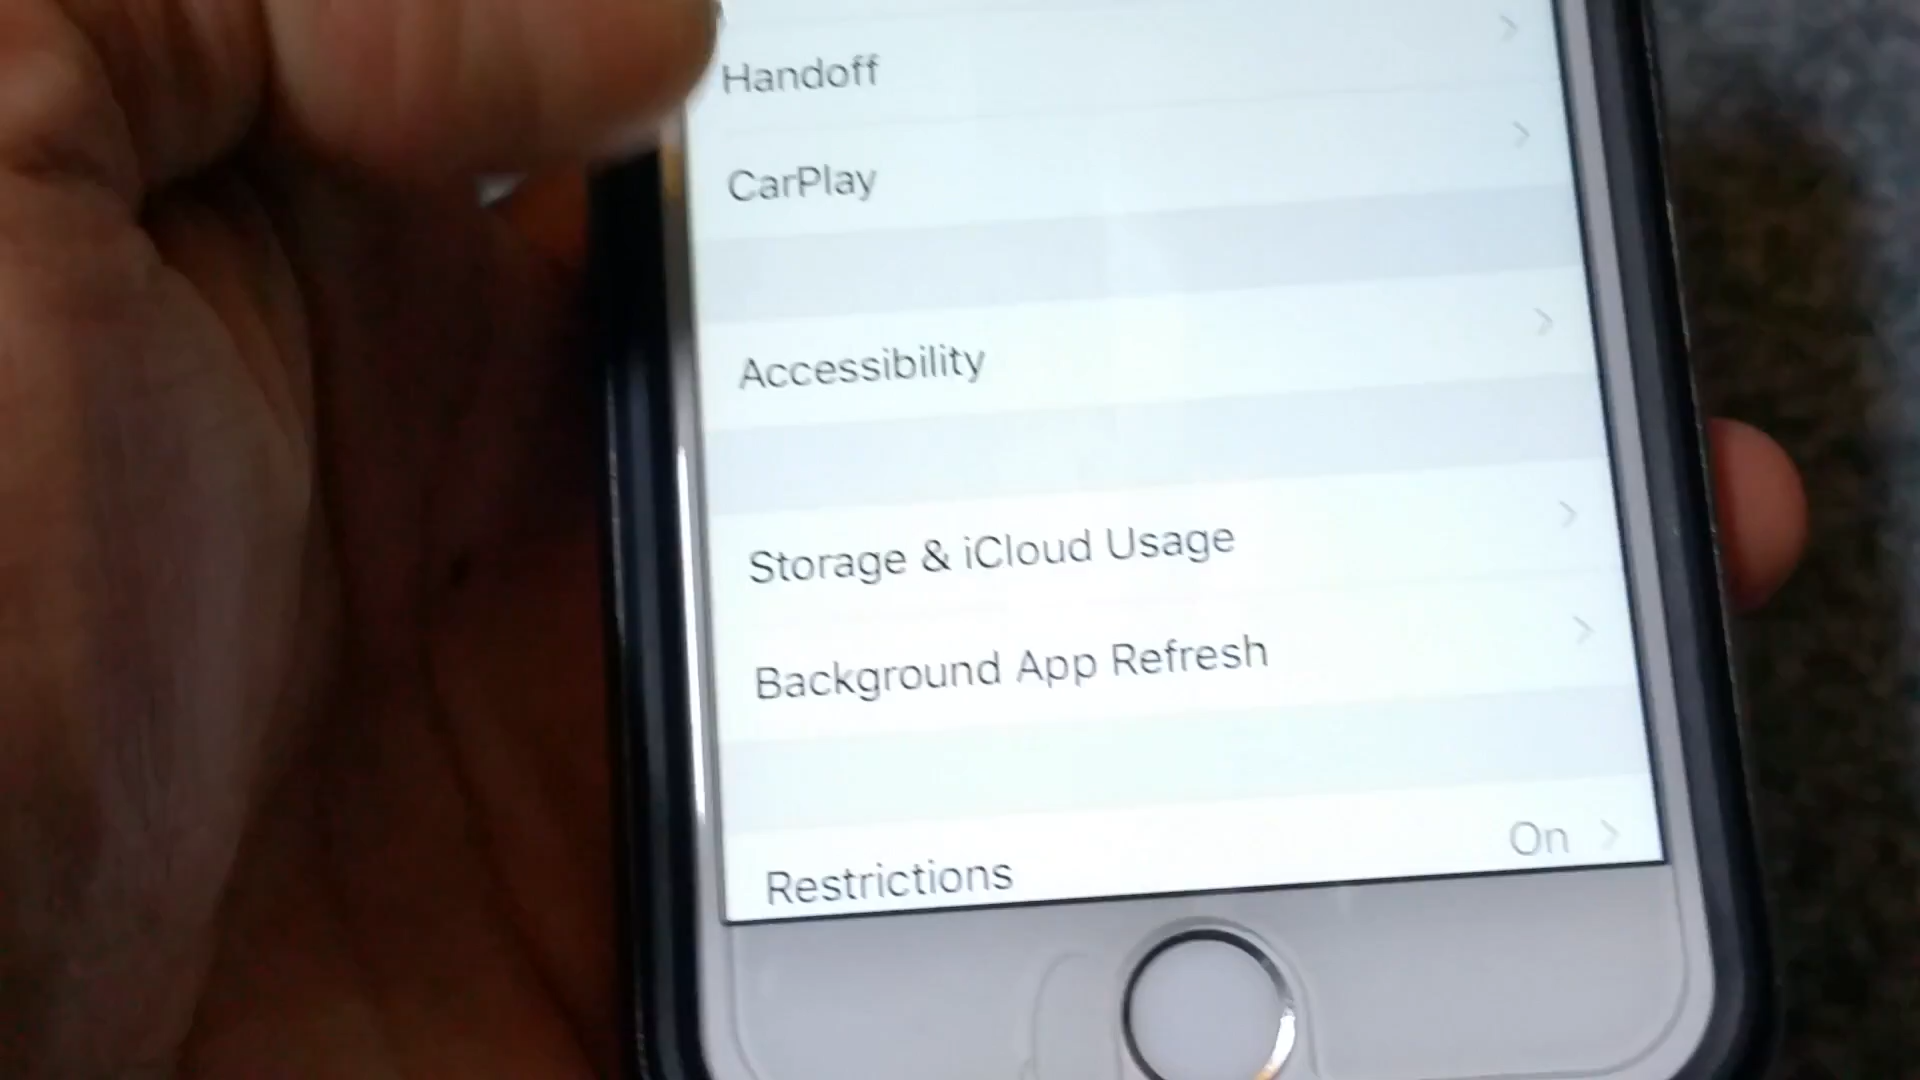 Handoff
CarPlay
Accessibility
Storage & iCloud Usage
Background App Refresh
Restrictions On